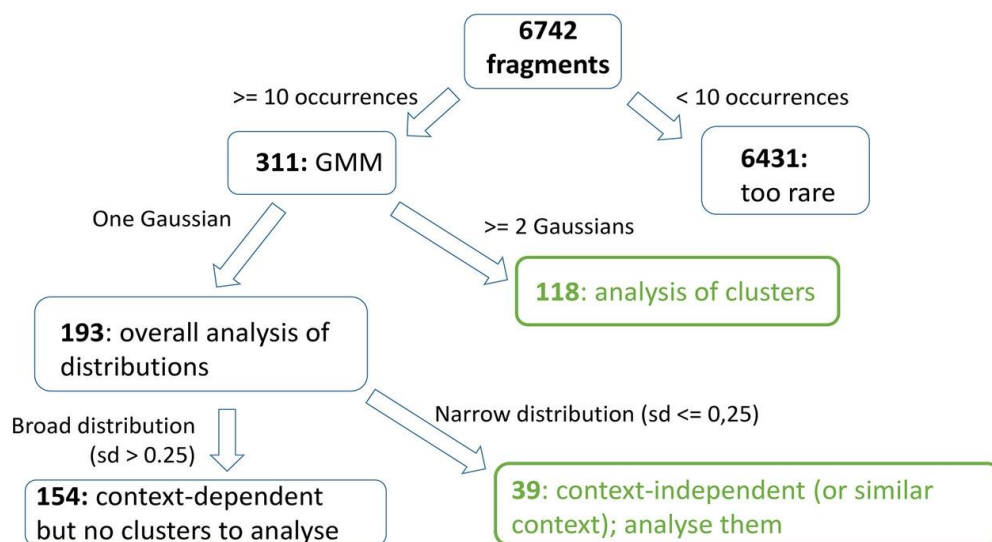 6742
fragments
>= 10 occurrences
< 10 occurrences
311: GMM
6431:
too rare
One Gaussian
>= 2 Gaussians
118: analysis of clusters
193: overall analysis of
distributions
Broad distribution
(sd > 0.25)
Narrow distribution (sd <= 0,25)
154: context-dependent
but no clusters to analyse
39: context-independent (or similar
context); analyse them